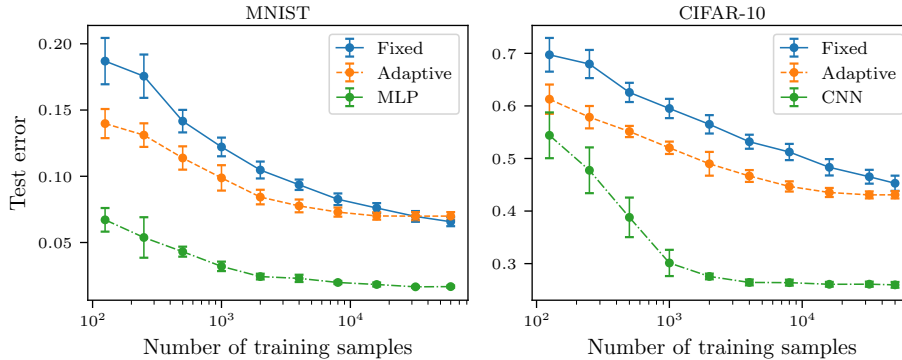 MNIST
Test error
0.20
0.15
0.10
0.05
Fixed
Adaptive
MLP
10²
10³
10⁴
Number of training samples
CIFAR-10
0.7
0.6
0.5
0.4
0.3
Fixed
Adaptive
CNN
10²
10³
10⁴
Number of training samples